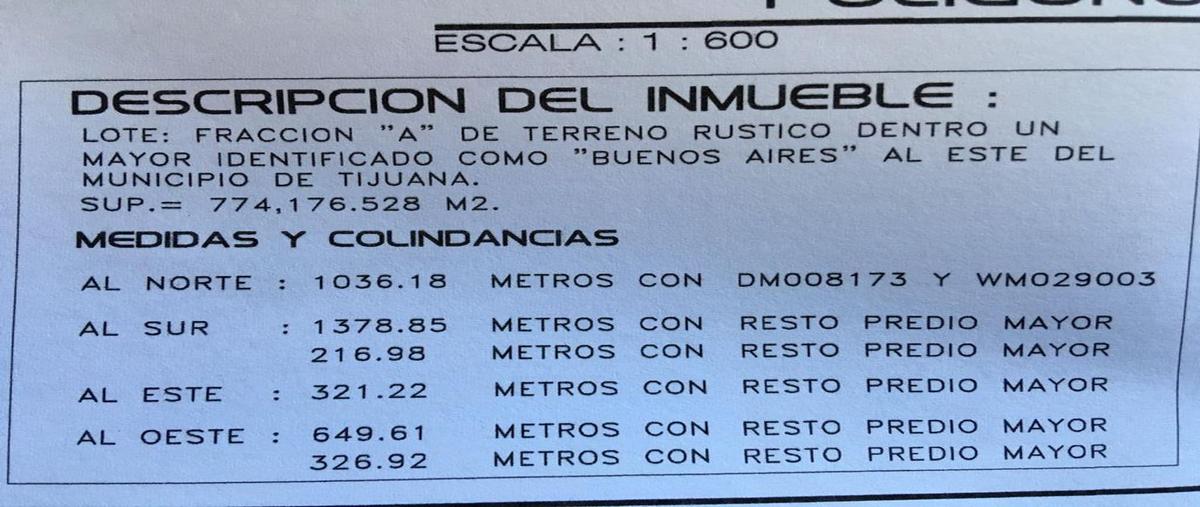 ESCALA : 1 : 600
DESCRIPCION DEL INMUEBLE :
LOTE: FRACCION "A" DE TERRENO RUSTICO DENTRO UN
MAYOR IDENTIFICADO COMO "BUENOS AIRES" AL ESTE DEL
MUNICIPIO DE TIJUANA.
SUP.= 774,176.528 M2.
MEDIDAS Y COLINDANCIAS
AL NORTE : 1036.18 METROS CON DM008173 Y WM029003
AL SUR : 1378.85 METROS CON RESTO PREDIO MAYOR
216.98 METROS CON RESTO PREDIO MAYOR
AL ESTE : 321.22 METROS CON RESTO PREDIO MAYOR
AL OESTE : 649.61 METROS CON RESTO PREDIO MAYOR
326.92 METROS CON RESTO PREDIO MAYOR